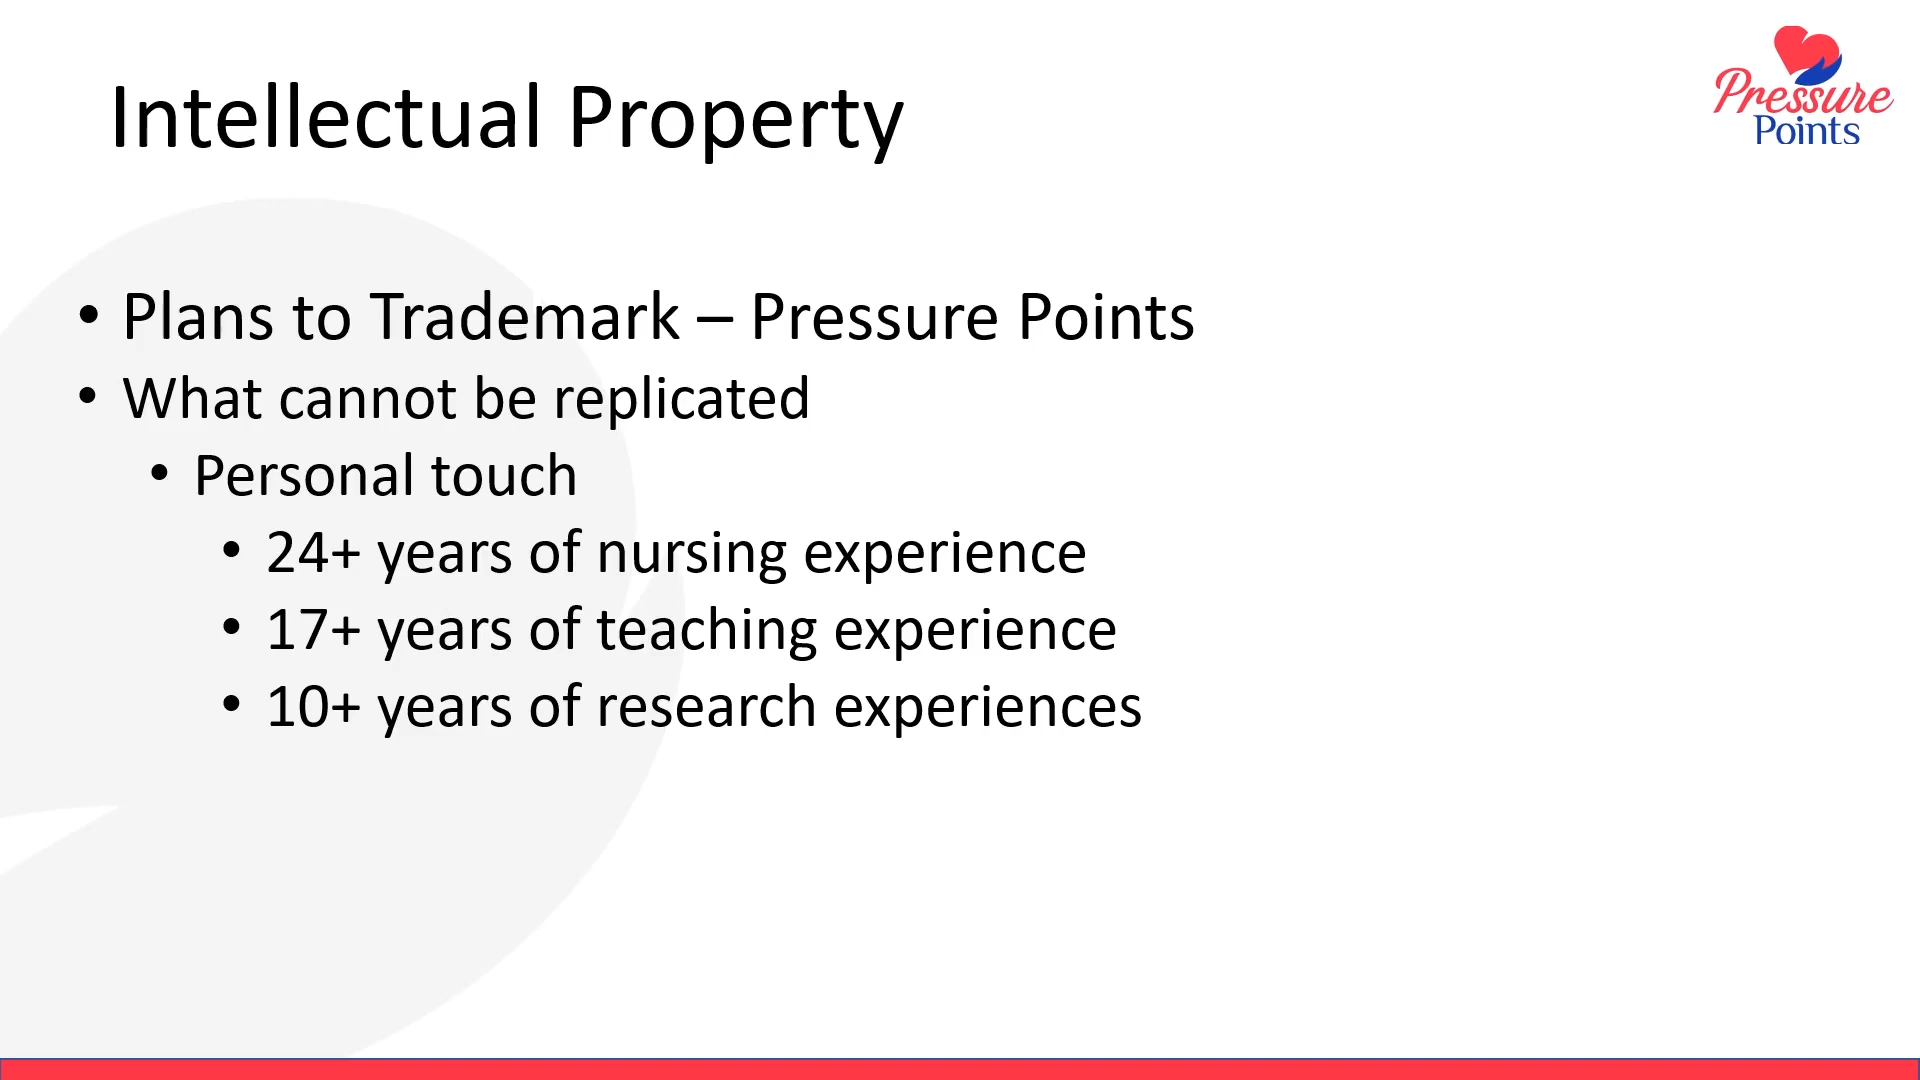 Pressure
Points
Intellectual Property
• Plans to Trademark – Pressure Points
• What cannot be replicated
• Personal touch
• 24+ years of nursing experience
• 17+ years of teaching experience
• 10+ years of research experiences